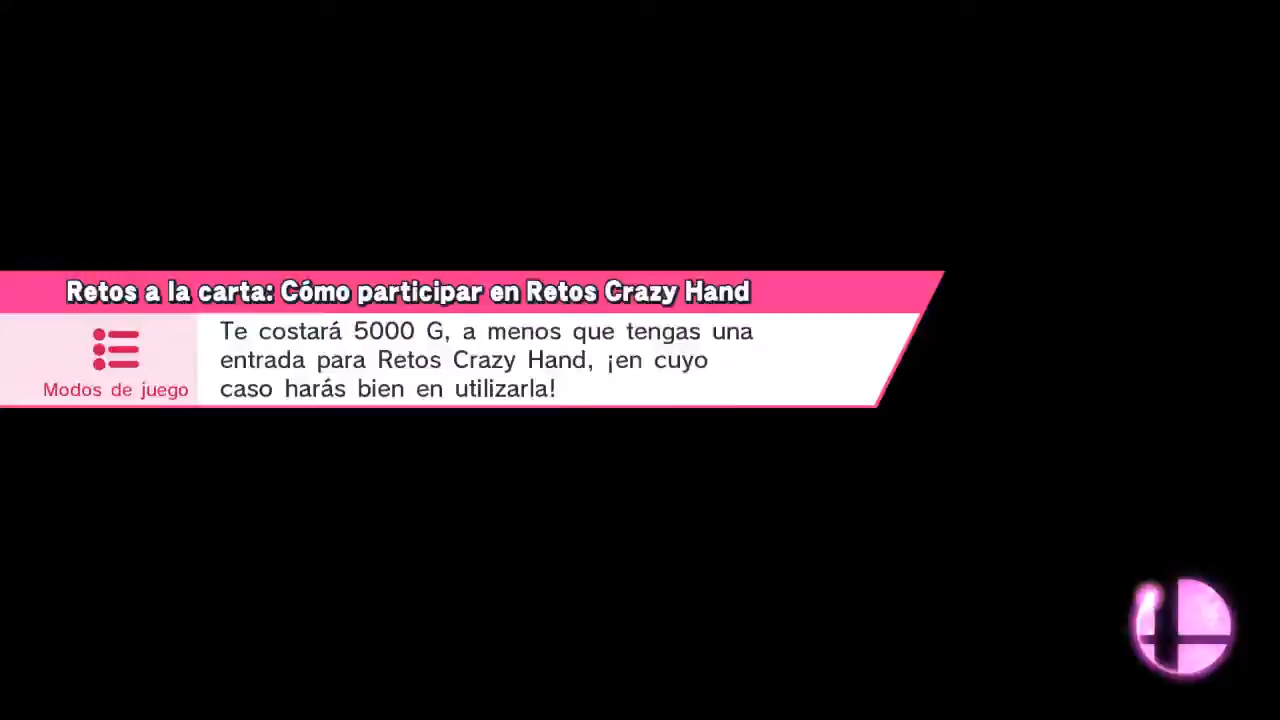 Retos a la carta: Cómo participar en Retos Crazy Hand
Modos de juego
Te costará 5000 G, a menos que tengas una
entrada para Retos Crazy Hand, ¡en cuyo
caso harás bien en utilizarla!